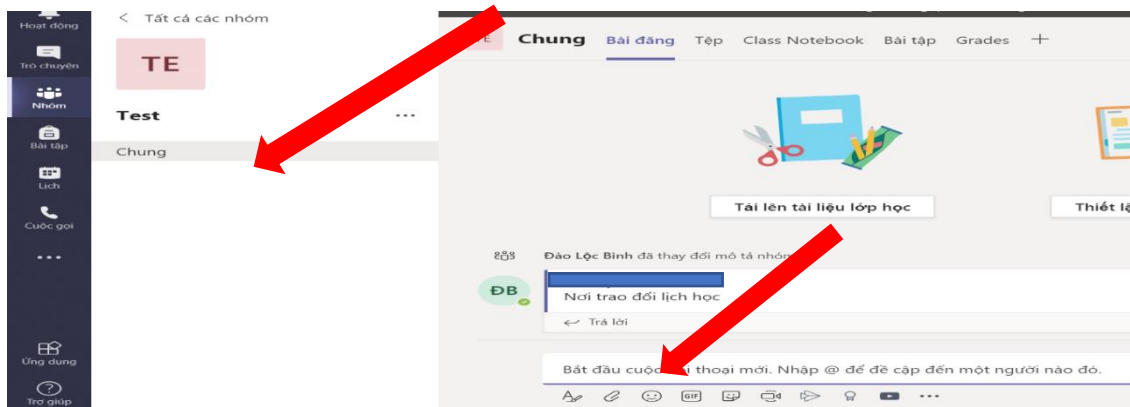 Hoạt động
Trò chuyện
Nhóm
Bài tập
Lịch
Cuộc gọi
Ứng dụng
Trợ giúp
< Tất cả các nhóm
TE
Test
Chung
Chung Bài đăng Tệp Class Notebook Bài tập Grades +
Tải lên tài liệu lớp học
Thiết
Đào Lộc Bình đã thay đổi mô tả nhóm
ĐB
Nơi trao đổi lịch học
Trả lời
Bắt đầu cuộc thoại mới. Nhập @ để đề cập đến một người nào đó.
GIF